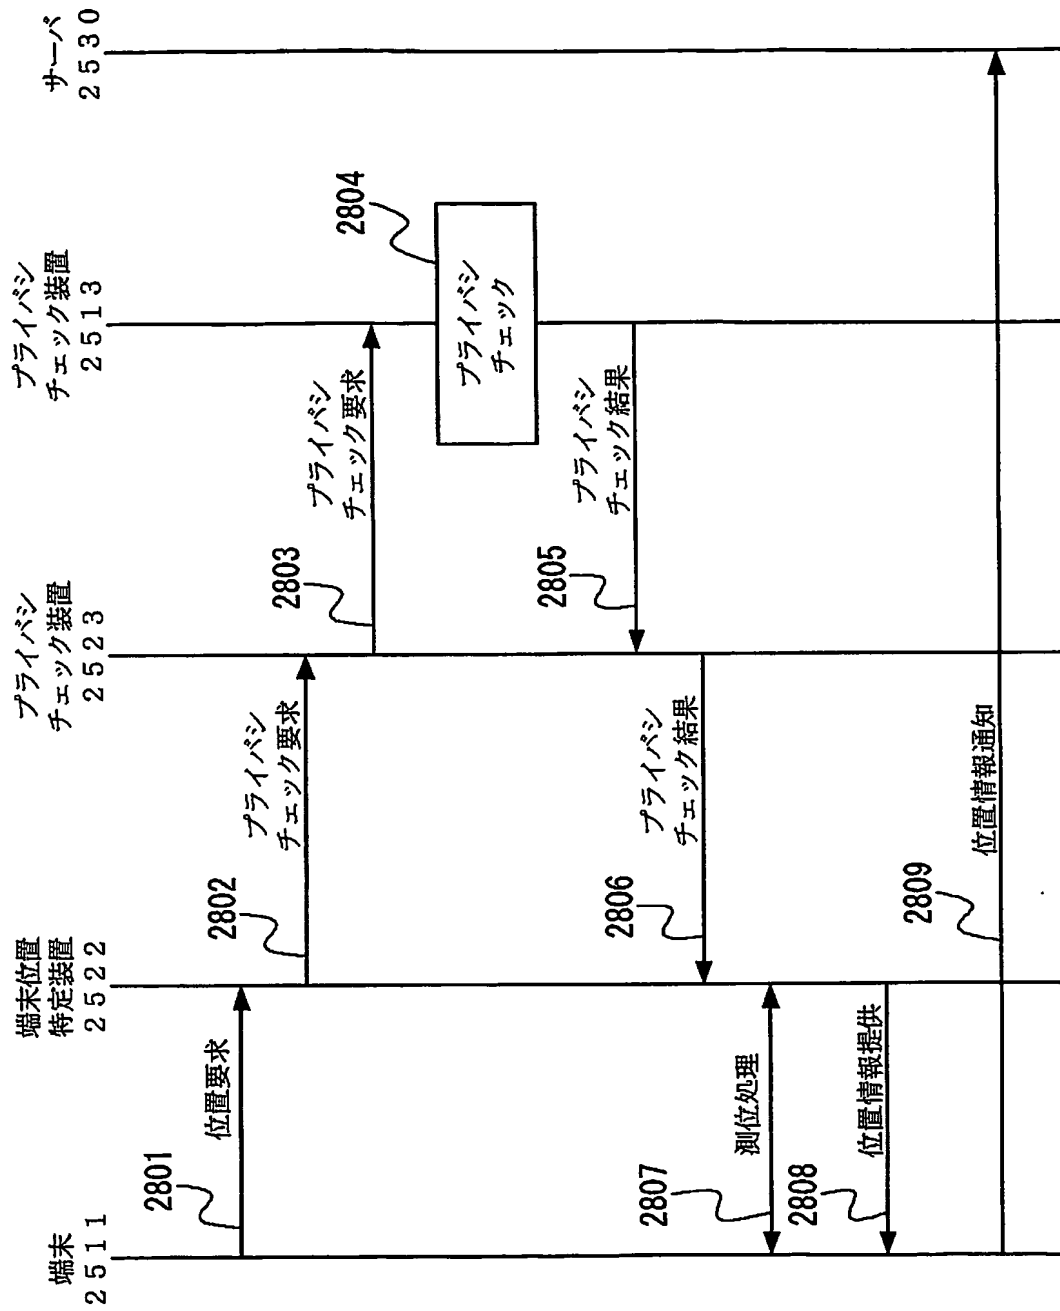 端末
2511
端末位置
特定装置
2522
プライバシ
チェック装置
2523
プライバシ
チェック装置
2513
サーバ
2530
2801
位置要求
2802
プライバシ
チェック要求
2803
プライバシ
チェック要求
2804
プライバシ
チェック
2805
プライバシ
チェック結果
2806
プライバシ
チェック結果
2807
測位処理
2808
位置情報提供
2809
位置情報通知